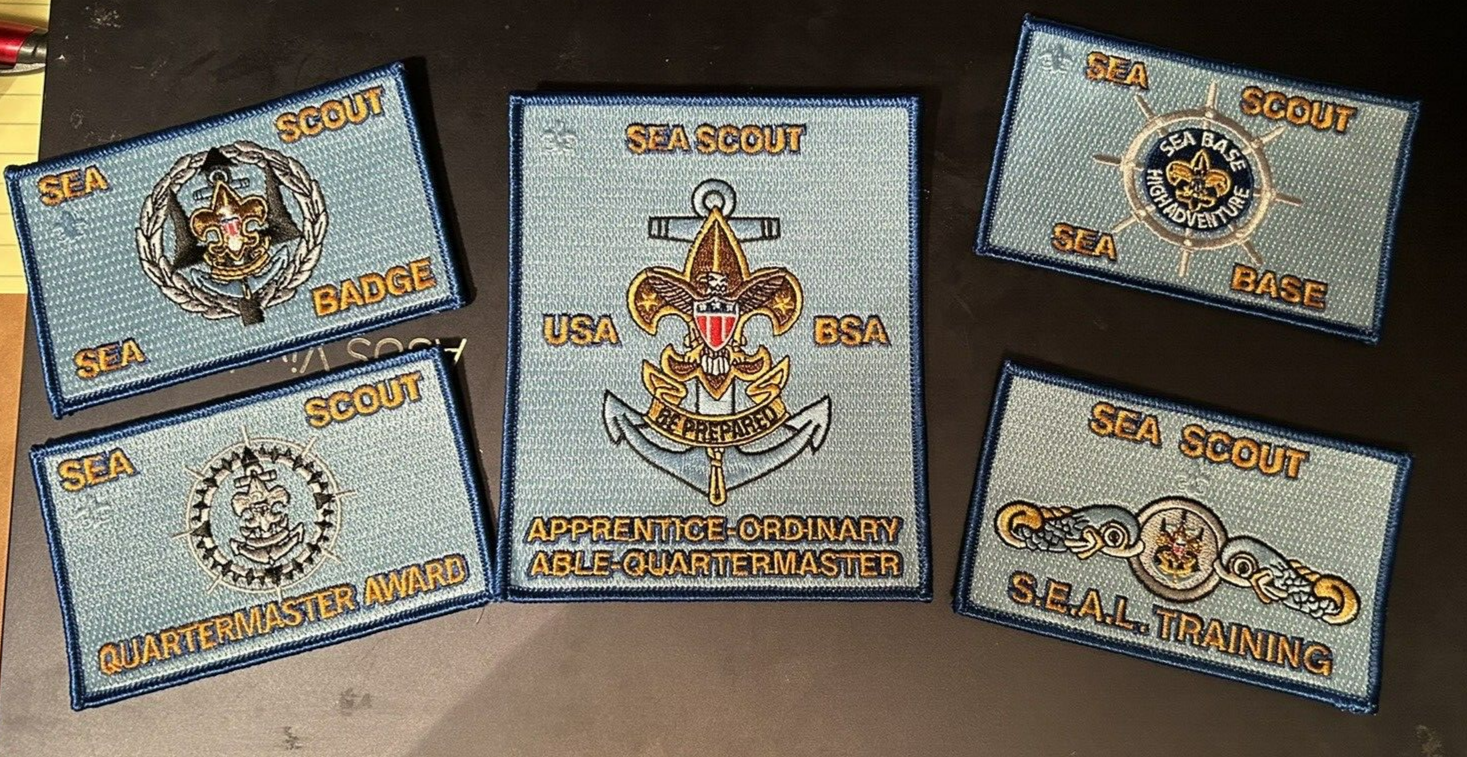 SEA SCOUT
SEA BADGE
SEA SCOUT
QUARTERMASTER AWARD
SEA SCOUT
USA BSA
BE PREPARED
APPRENTICE-ORDINARY
ABLE-QUARTERMASTER
SEA SCOUT
SEA BASE
HIGH ADVENTURE
SEA BASE
SEA SCOUT
S.E.A.L. TRAINING